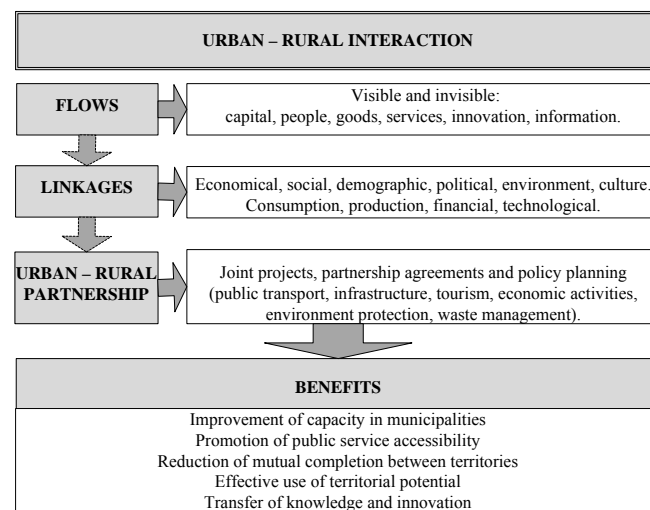 URBAN – RURAL INTERACTION
FLOWS
Visible and invisible:
capital, people, goods, services, innovation, information.
LINKAGES
Economical, social, demographic, political, environment, culture.
Consumption, production, financial, technological.
URBAN – RURAL
PARTNERSHIP
Joint projects, partnership agreements and policy planning
(public transport, infrastructure, tourism, economic activities,
environment protection, waste management).
BENEFITS
Improvement of capacity in municipalities
Promotion of public service accessibility
Reduction of mutual completion between territories
Effective use of territorial potential
Transfer of knowledge and innovation